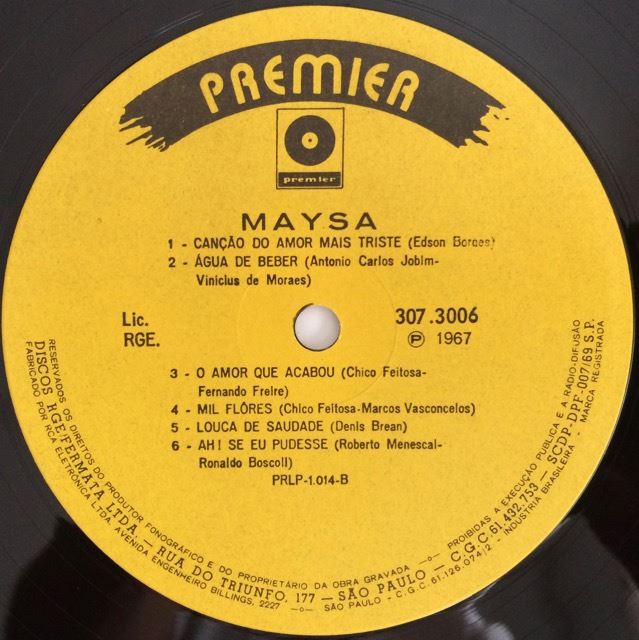 PREMIER
premier
MAYSA
1 - CANÇÃO DO AMOR MAIS TRISTE (Edson Borges)
2 - ÁGUA DE BEBER (Antonio Carlos Jobim-
Vinicius de Moraes)
Lic.
RGE.
307.3006
Ⓟ 1967
3 - O AMOR QUE ACABOU (Chico Feitosa-
Fernando Freire)
4 - MIL FLÔRES (Chico Feitosa-Marcos Vasconcelos)
5 - LOUCA DE SAUDADE (Denis Brean)
6 - AH! SE EU PUDESSE (Roberto Menescal-
Ronaldo Boscoli)
PRLP-1.014-B
RESERVADOS OS DIREITOS DO PRODUTOR FONOGRÁFICO E DO PROPRIETÁRIO DA OBRA GRAVADA —o— PROIBIDAS A EXECUÇÃO PUBLICA E A RADIO-DIFUSÃO
DISCOS RGE/FERMATA LTDA. — RUA DO TRIUNFO, 177 — SÃO PAULO — C.G.C. 61.432.753 — SCDP-DPF.007/69 S.P.
FABRICADO POR RCA ELETRÔNICA LTDA. AVENIDA ENGENHEIRO BILLINGS, 2227 —o— SÃO PAULO - C.G.C. 61-126.074/2 - INDÚSTRIA BRASILEIRA - MARCA REGISTRADA